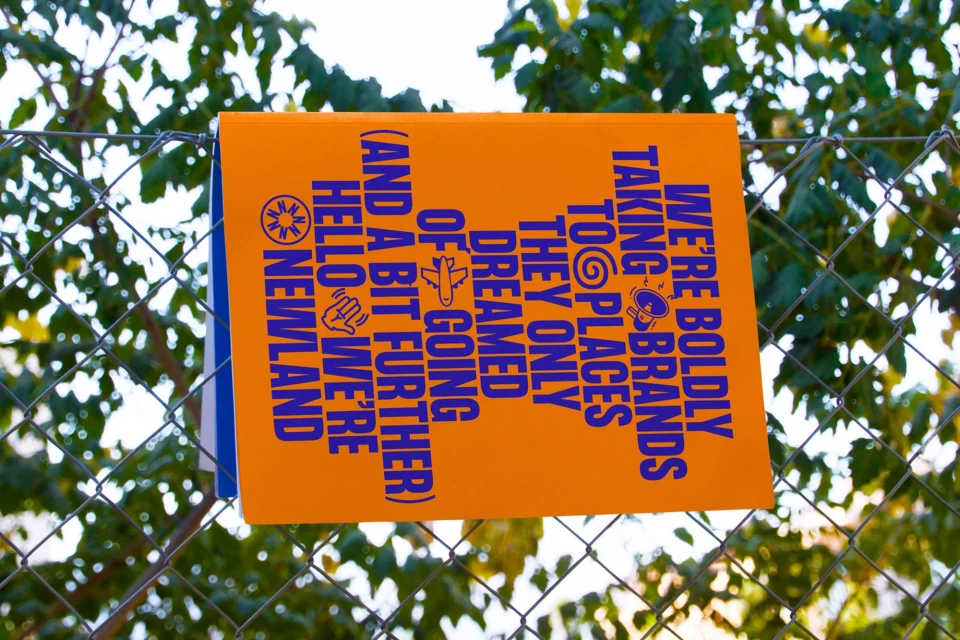 WE'RE BOLDLY
TAKING BRANDS
TO PLACES
THEY ONLY
DREAMED
OF GOING
(AND A BIT FURTHER)
HELLO WE'RE
NEWLAND